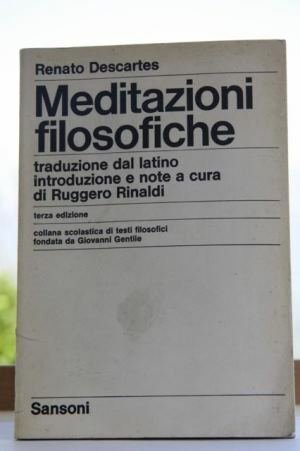 Renato Descartes
Meditazioni
filosofiche
traduzione dal latino
introduzione e note a cura
di Ruggero Rinaldi
terza edizione
collana scolastica di testi filosofici
fondata da Giovanni Gentile
Sansoni